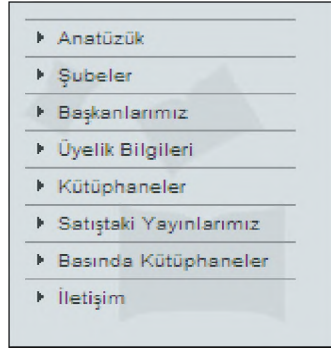 Anatüzük
Şubeler
Başkanlarımız
Üyelik Bilgileri
Kütüphaneler
Satıştaki Yayınlarımız
Basında Kütüphaneler
İletişim